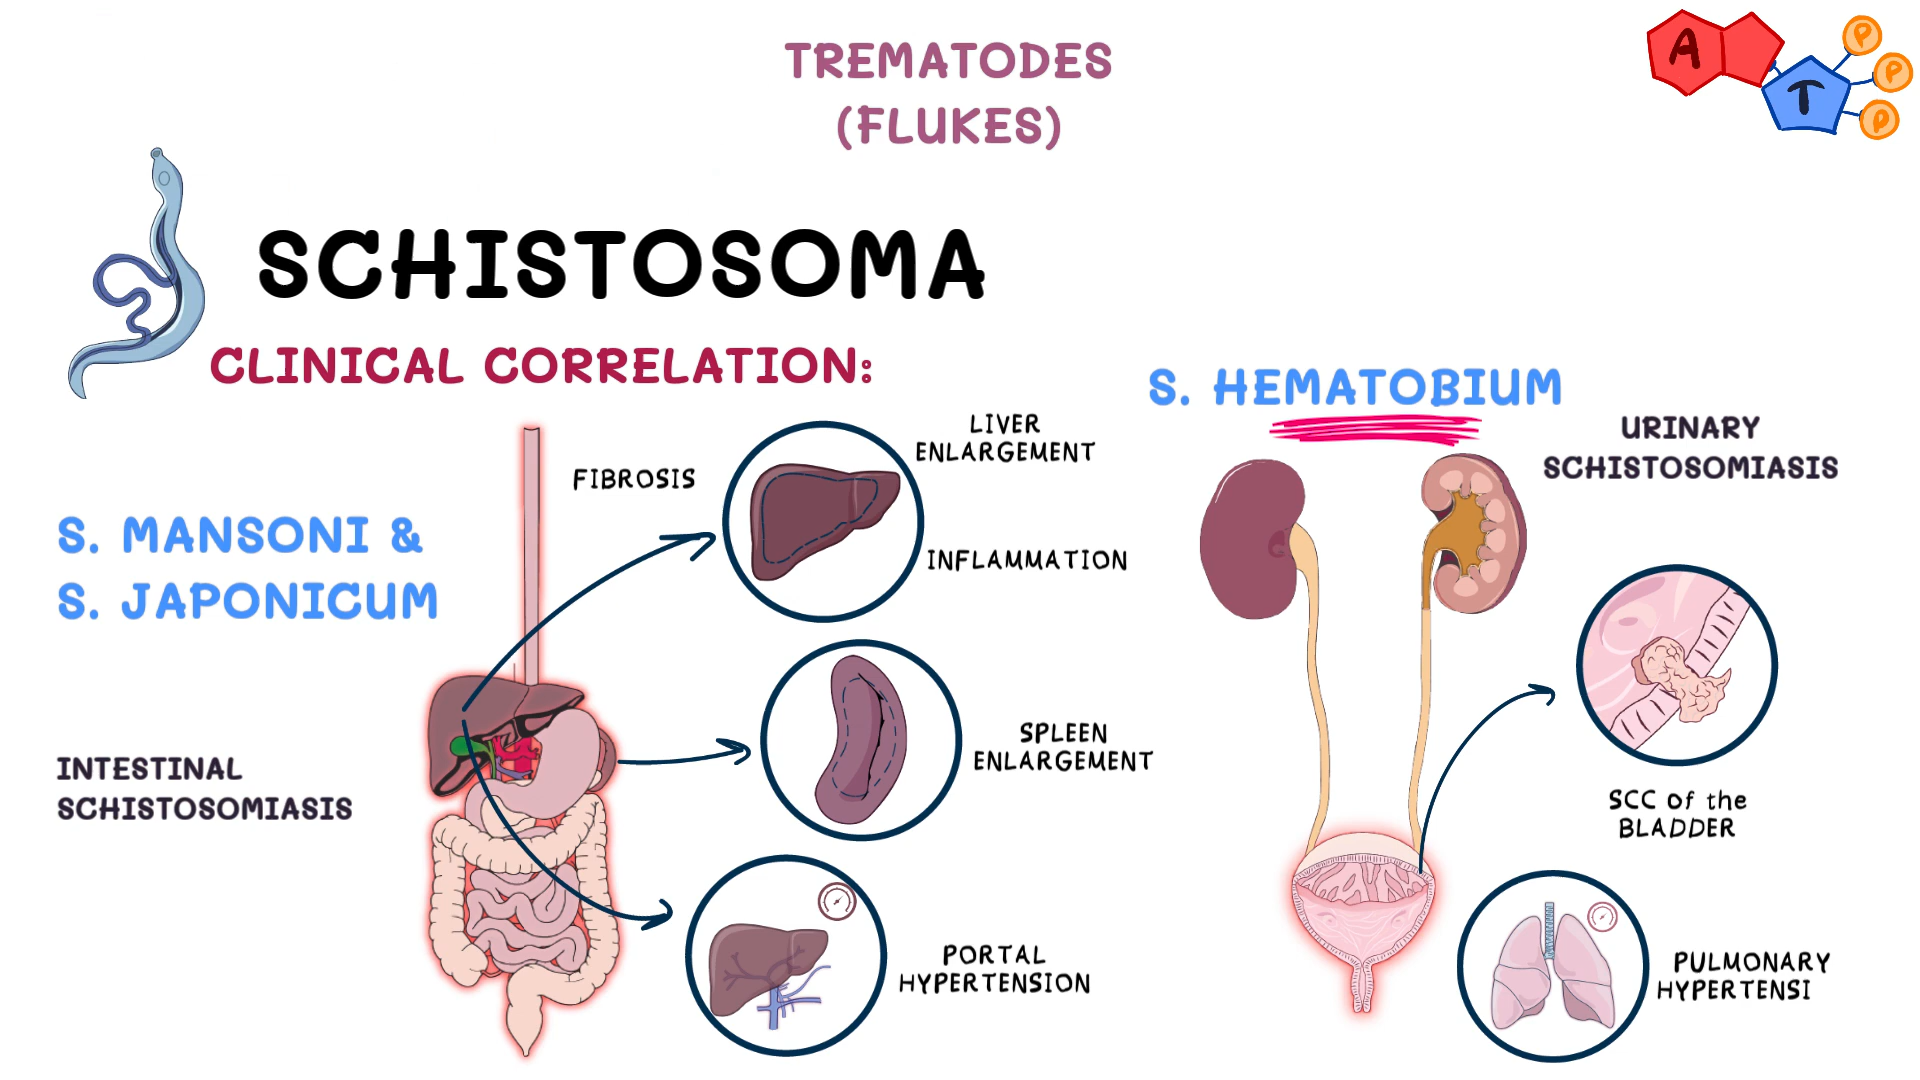 TREMATODES
(FLUKES)
A
T
P
P
P
SCHISTOSOMA
CLINICAL CORRELATION:
S. MANSONI &
S. JAPONICUM
INTESTINAL
SCHISTOSOMIASIS
FIBROSIS
LIVER
ENLARGEMENT
INFLAMMATION
SPLEEN
ENLARGEMENT
PORTAL
HYPERTENSION
S. HEMATOBIUM
URINARY
SCHISTOSOMIASIS
SCC of the
BLADDER
PULMONARY
HYPERTENSI